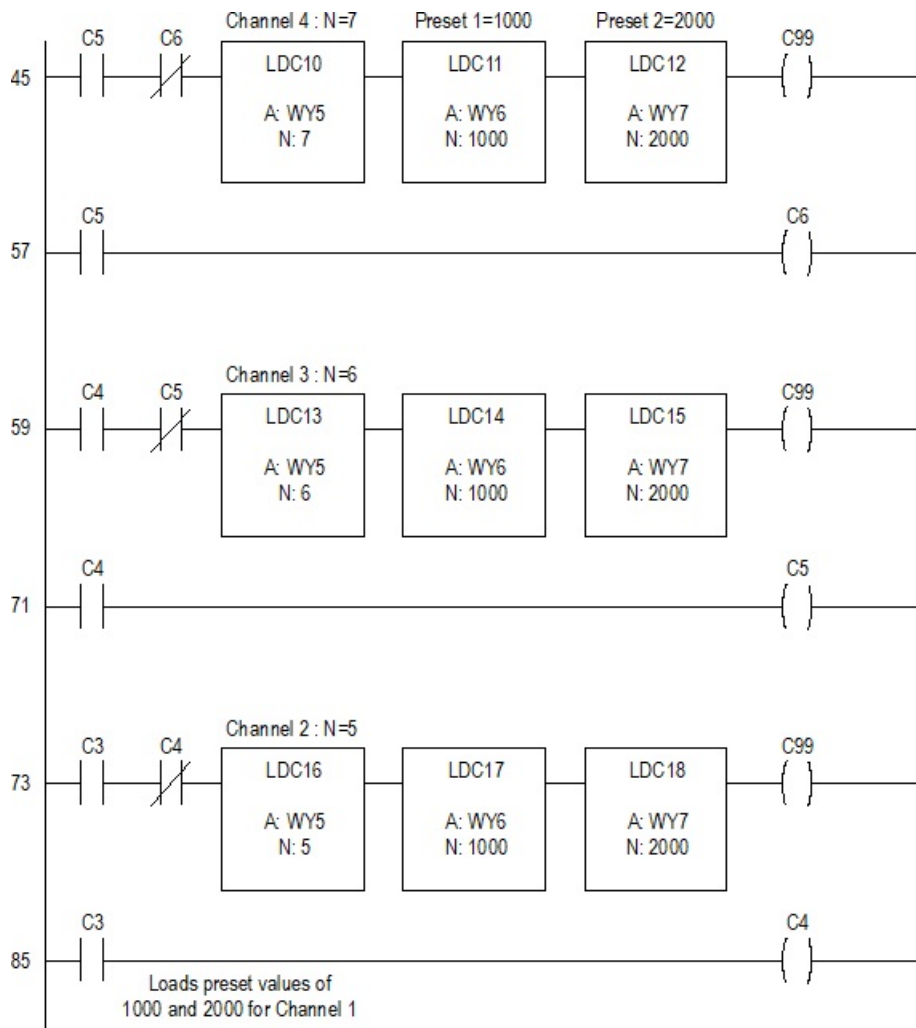 Channel 4 : N=7 Preset 1=1000 Preset 2=2000
C5 C6 C99
45
LDC10 LDC11 LDC12
A: WY5 A: WY6 A: WY7
N: 7 N: 1000 N: 2000
C5 C6
57
Channel 3 : N=6
C4 C5 C99
59
LDC13 LDC14 LDC15
A: WY5 A: WY6 A: WY7
N: 6 N: 1000 N: 2000
C4 C5
71
Channel 2 : N=5
C3 C4 C99
73
LDC16 LDC17 LDC18
A: WY5 A: WY6 A: WY7
N: 5 N: 1000 N: 2000
C3 C4
85
Loads preset values of
1000 and 2000 for Channel 1